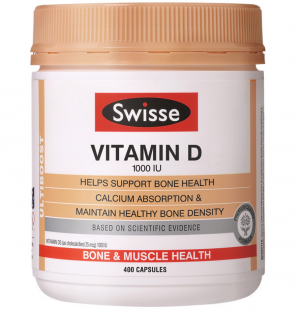 Swisse
VITAMIN D
1000 IU
HELPS SUPPORT BONE HEALTH
CALCIUM ABSORPTION &
MAINTAIN HEALTHY BONE DENSITY
BASED ON SCIENTIFIC EVIDENCE
BONE & MUSCLE HEALTH
400 CAPSULES
ULTIBOOST